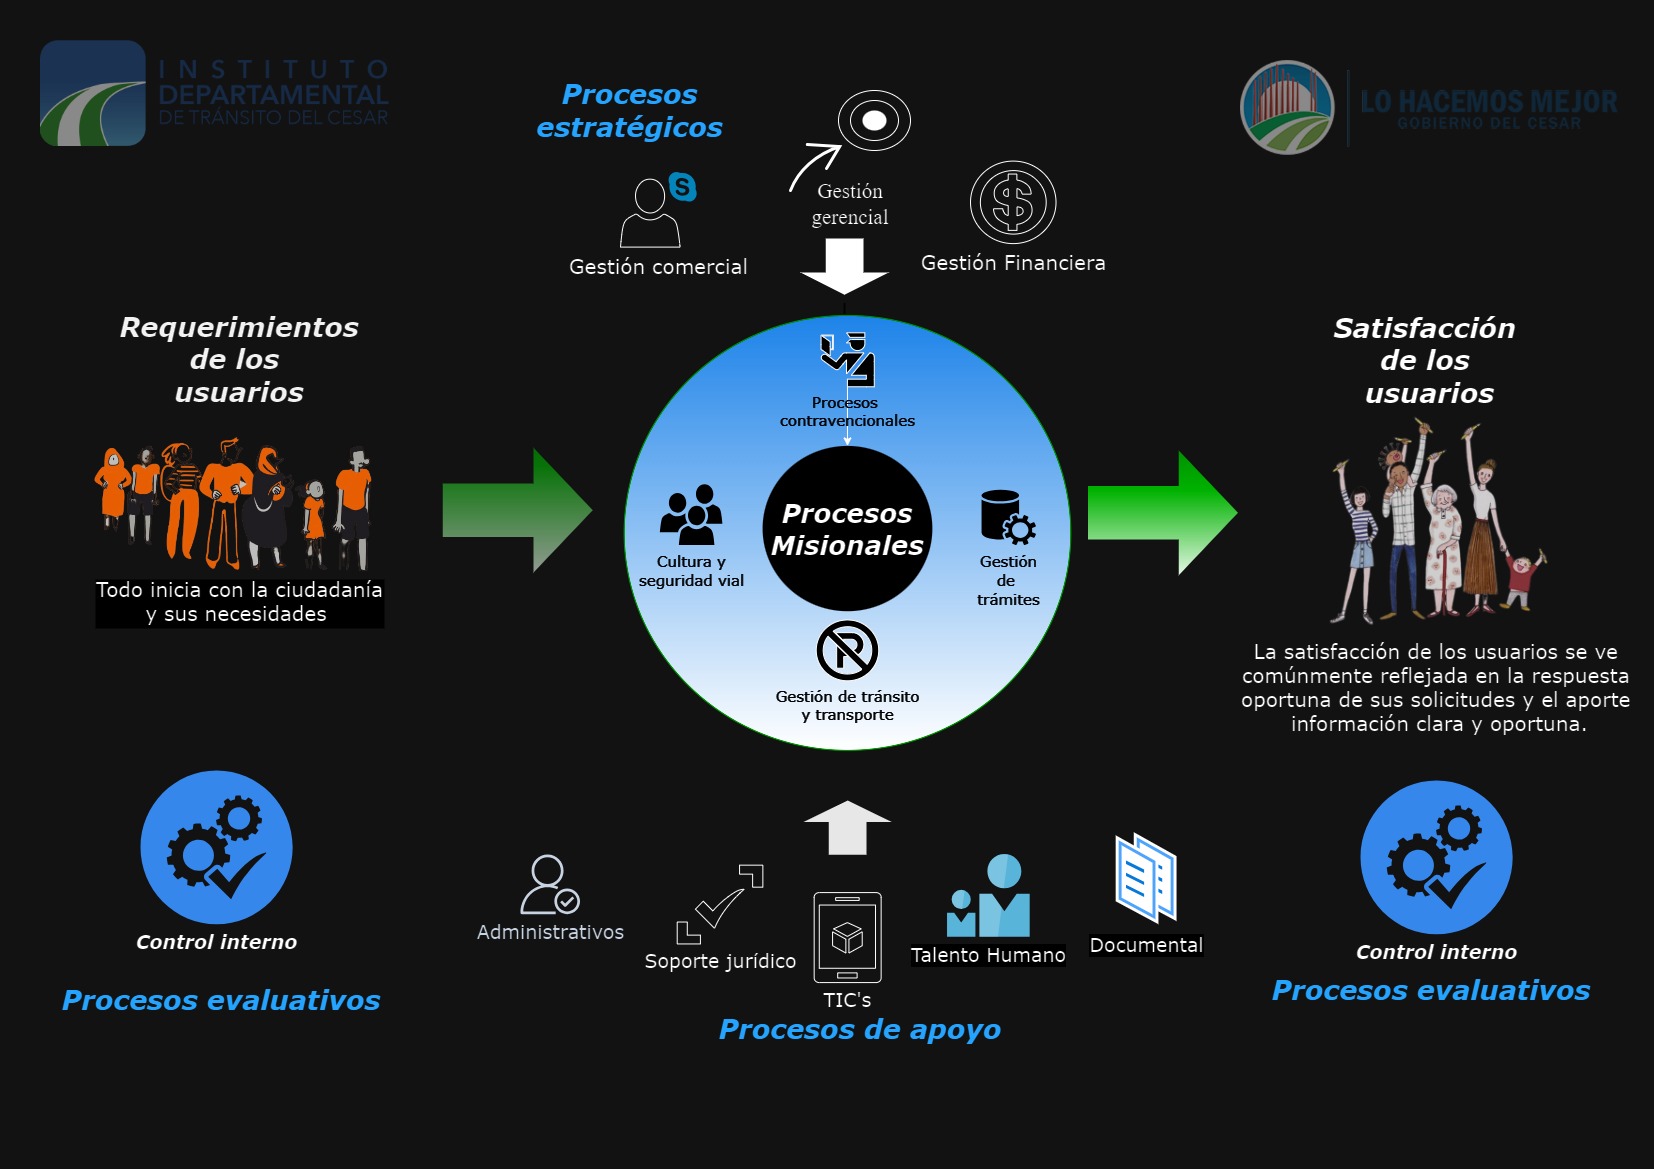 INSTITUTO
DEPARTAMENTAL
DE TRÁNSITO DEL CESAR
LO HACEMOS MEJOR
GOBIERNO DEL CESAR
Procesos
estratégicos
S
Gestión comercial
Gestión
gerencial
$
Gestión Financiera
Requerimientos
de los
usuarios
Todo inicia con la ciudadanía
y sus necesidades
Procesos
contravencionales
Cultura y
seguridad vial
Procesos
Misionales
Gestión
de
trámites
P
Gestión de tránsito
y transporte
Satisfacción
de los
usuarios
La satisfacción de los usuarios se ve
comúnmente reflejada en la respuesta
oportuna de sus solicitudes y el aporte
información clara y oportuna.
Control interno
Procesos evaluativos
Administrativos
Soporte jurídico
TIC's
Talento Humano
Documental
Procesos de apoyo
Control interno
Procesos evaluativos